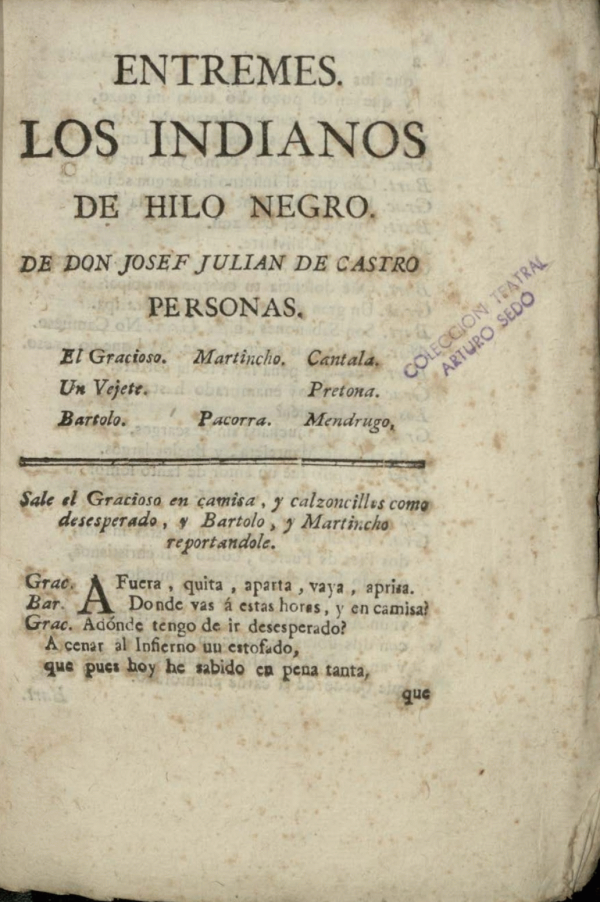 ENTREMES.
LOS INDIANOS
DE HILO NEGRO.
DE DON JOSEF JULIAN DE CASTRO
PERSONAS.
El Gracioso. Martincho. Cantala.
Un Vejete. Pretona.
Bartolo. Pacorra. Mendrugo,
COLECCION TEATRAL
ARTURO SEDO
Sale el Gracioso en camisa, y calzoncillos como
desesperado, y Bartolo, y Martincho
reportandole.
Grac. AFuera, quita, aparta, vaya, aprisa.
Bar. Donde vas á estas horas, y en camisa?
Grac. Adónde tengo de ir desesperado?
A cenar al Infierno un estofado,
que pues hoy he sabido en pena tanta,
que